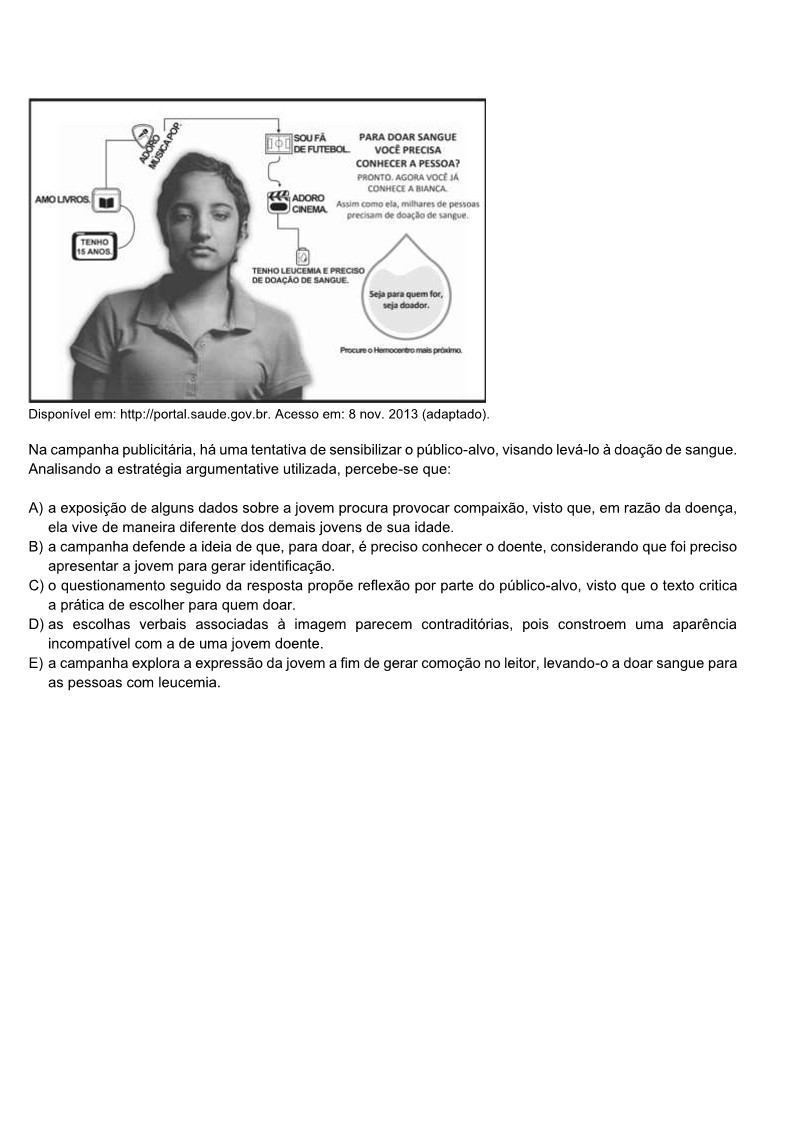 AMO LIVROS.
TENHO
15 ANOS.
ADORO
MÚSICA POP.
SOU FÃ
DE FUTEBOL.
ADORO
CINEMA.
TENHO LEUCEMIA E PRECISO
DE DOAÇÃO DE SANGUE.
PARA DOAR SANGUE
VOCÊ PRECISA
CONHECER A PESSOA?
PRONTO. AGORA VOCÊ JÁ
CONHECE A BIANCA.
Assim como ela, milhares de pessoas
precisam de doação de sangue.
Seja para quem for,
seja doador.
Procure o Hemocentro mais próximo.
Disponível em: http://portal.saude.gov.br. Acesso em: 8 nov. 2013 (adaptado).
Na campanha publicitária, há uma tentativa de sensibilizar o público-alvo, visando levá-lo à doação de sangue.
Analisando a estratégia argumentative utilizada, percebe-se que:
A) a exposição de alguns dados sobre a jovem procura provocar compaixão, visto que, em razão da doença,
ela vive de maneira diferente dos demais jovens de sua idade.
B) a campanha defende a ideia de que, para doar, é preciso conhecer o doente, considerando que foi preciso
apresentar a jovem para gerar identificação.
C) o questionamento seguido da resposta propõe reflexão por parte do público-alvo, visto que o texto critica
a prática de escolher para quem doar.
D) as escolhas verbais associadas à imagem parecem contraditórias, pois constroem uma aparência
incompatível com a de uma jovem doente.
E) a campanha explora a expressão da jovem a fim de gerar comoção no leitor, levando-o a doar sangue para
as pessoas com leucemia.